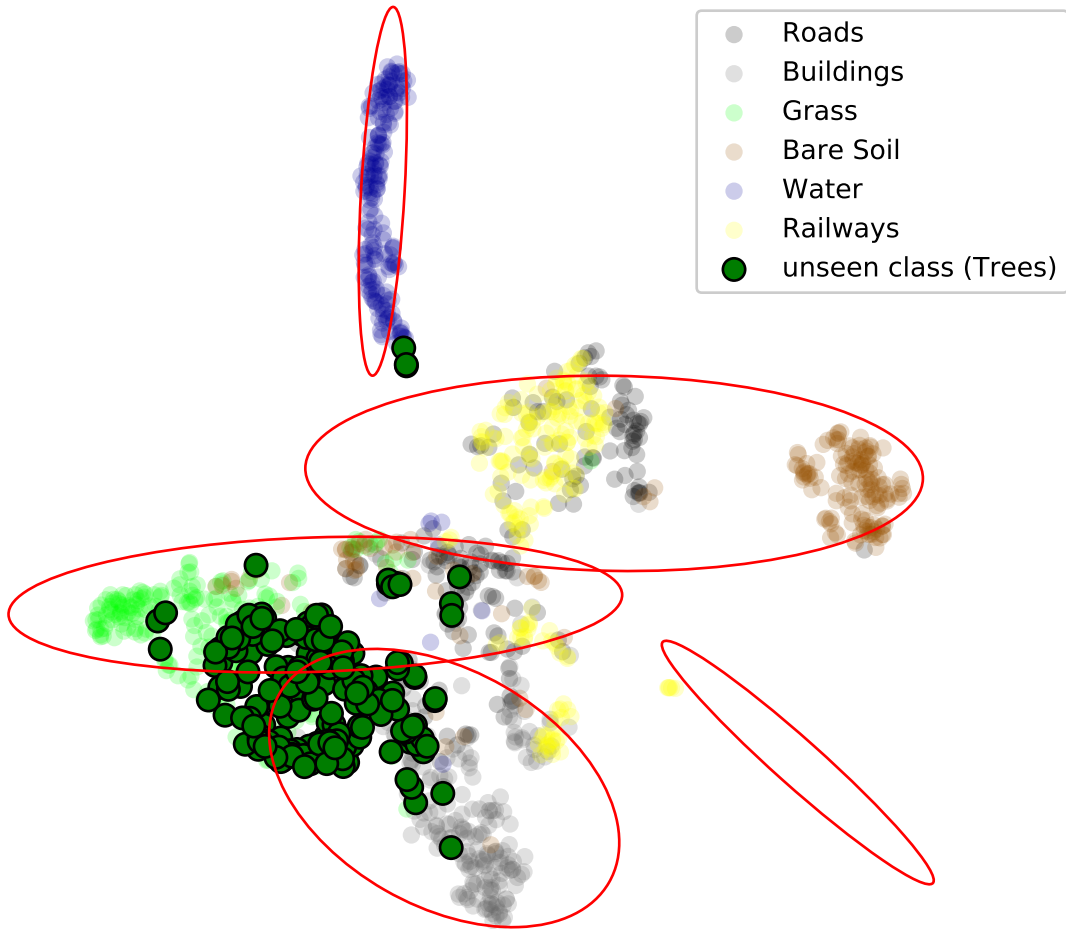 Roads
Buildings
Grass
Bare Soil
Water
Railways
unseen class (Trees)